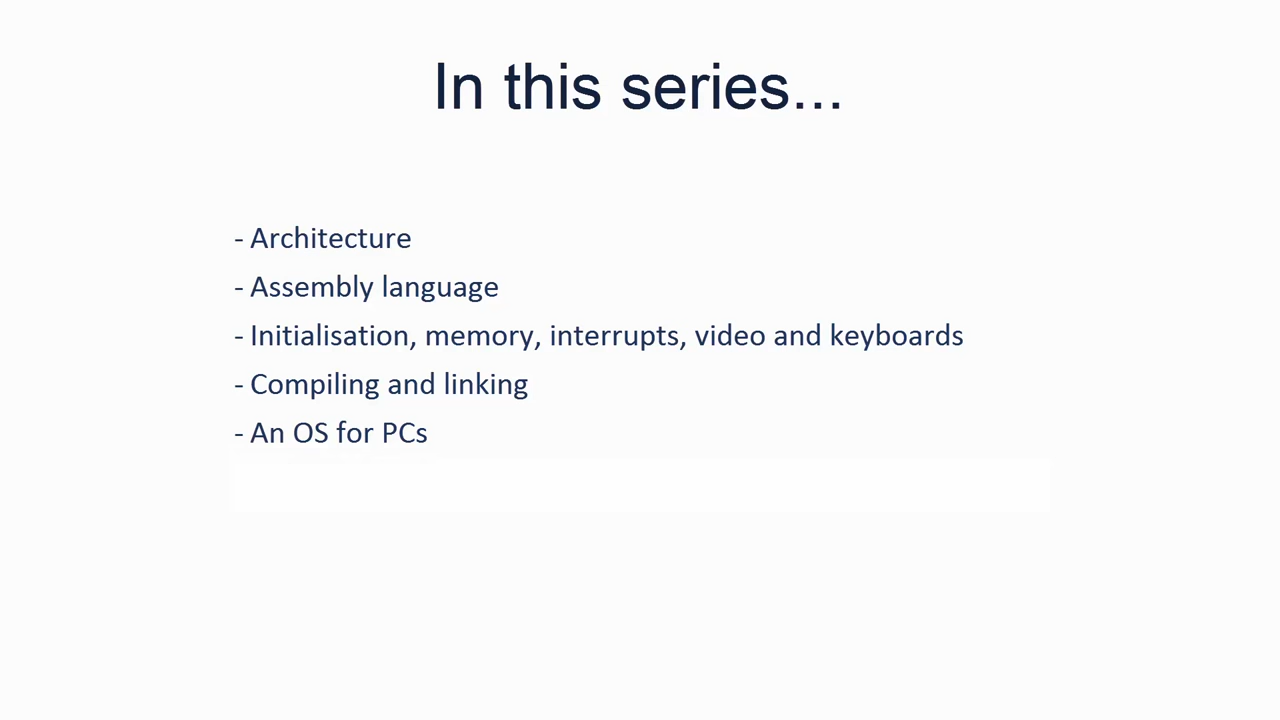 In this series...
- Architecture
- Assembly language
- Initialisation, memory, interrupts, video and keyboards
- Compiling and linking
- An OS for PCs